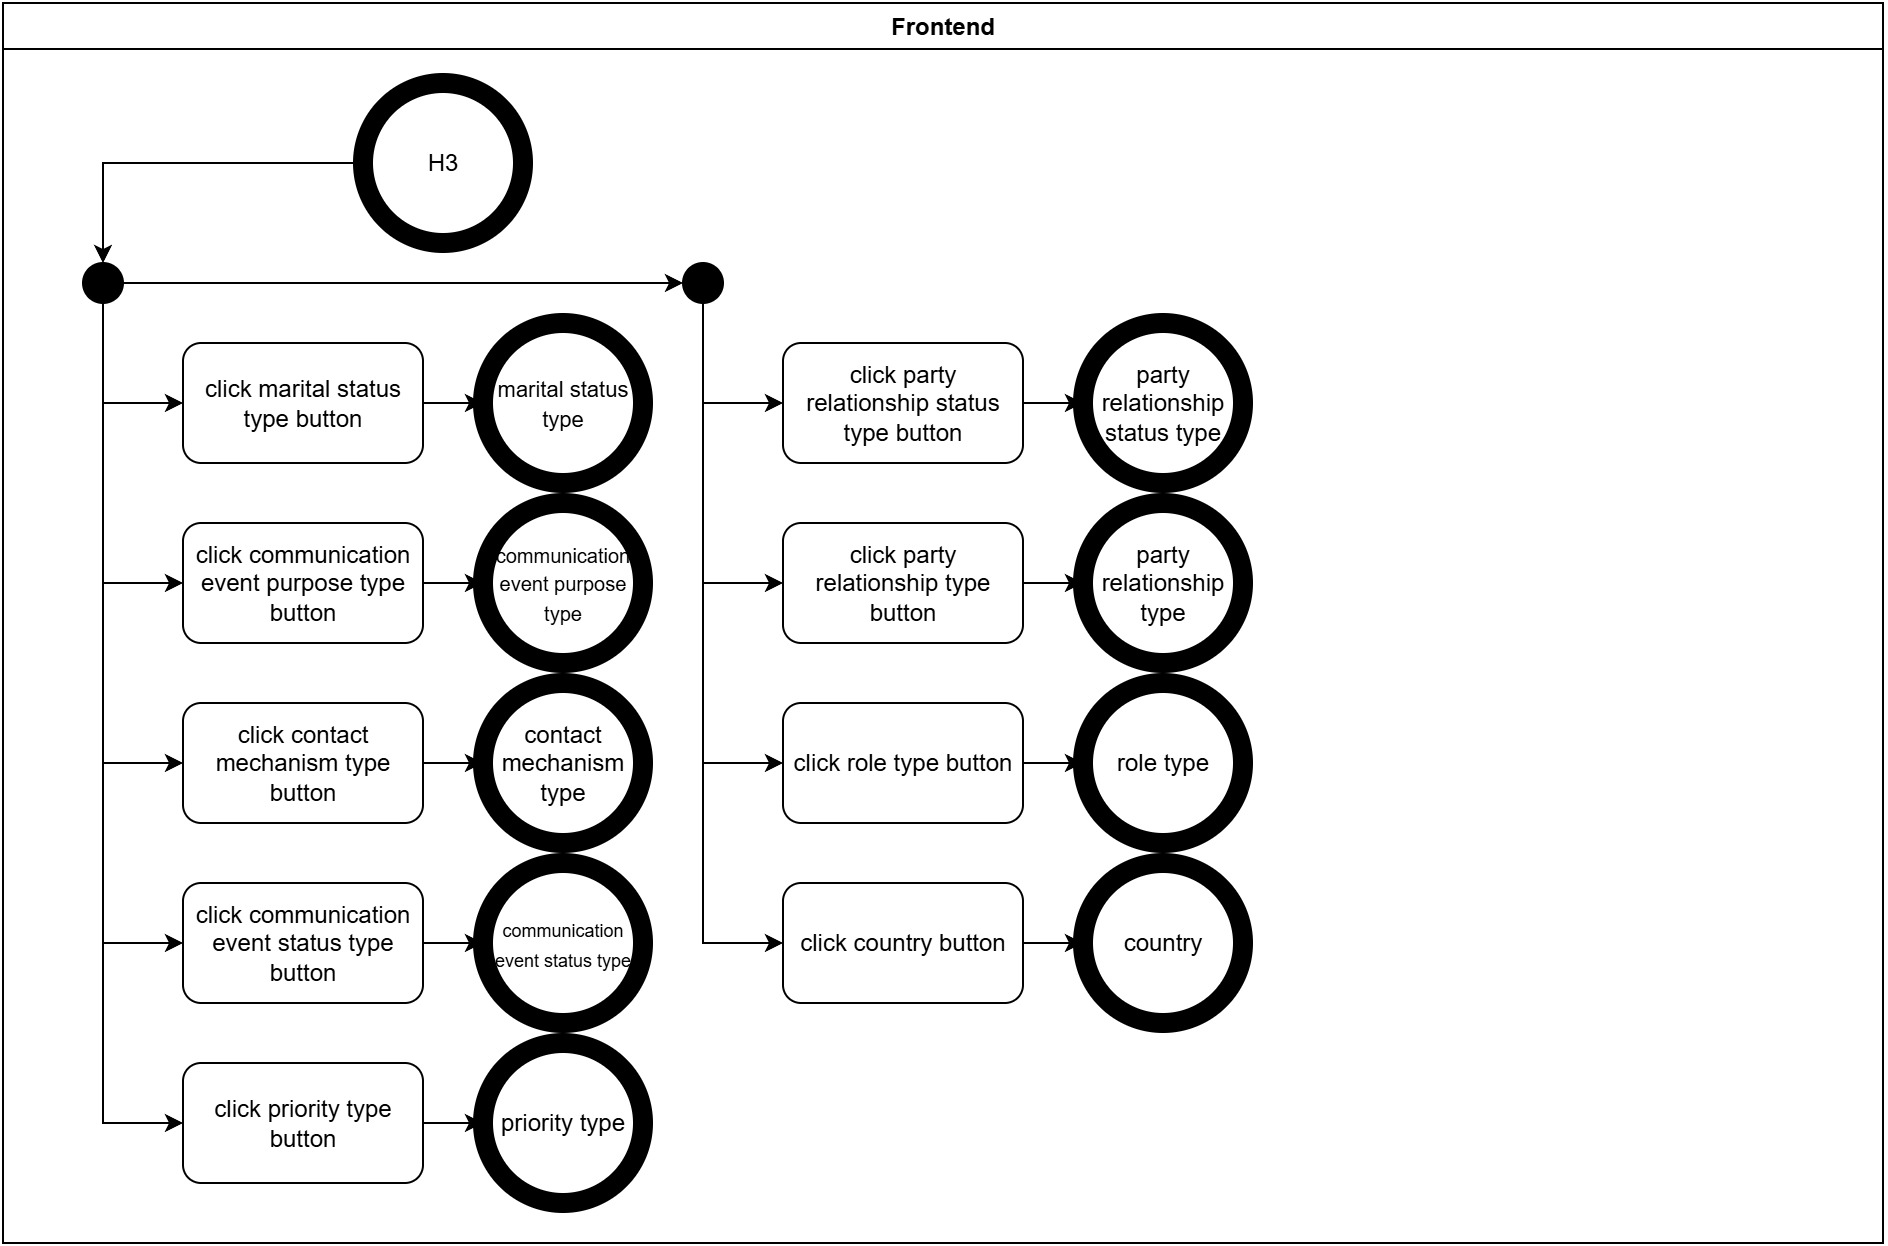 Frontend
H3
click marital status
type button
marital status
type
click communication
event purpose type
button
communication
event purpose
type
click contact
mechanism type
button
contact
mechanism
type
click communication
event status type
button
communication
event status type
click priority type
button
priority type
click party
relationship status
type button
party
relationship
status type
click party
relationship type
button
party
relationship
type
click role type button
role type
click country button
country